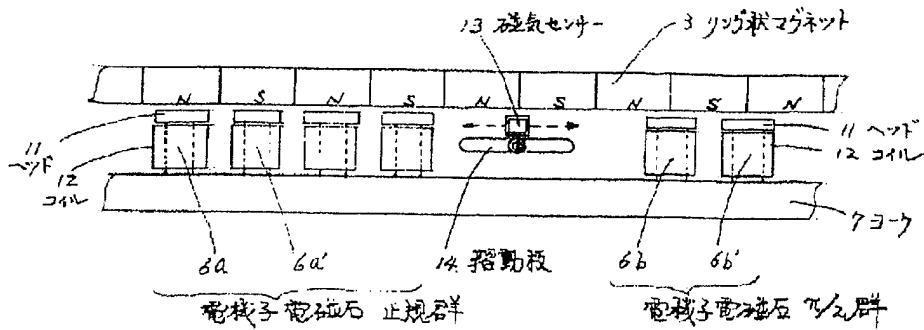 13 磁気センサー
3 リング状マグネット
N S N S N S N S N
11 ヘッド
12 コイル
11 ヘッド
12 コイル
7 ヨーク
6a
6a'
14 摺動段
6b
6b'
電機子電磁石 正規群
電機子電磁石 π/2群